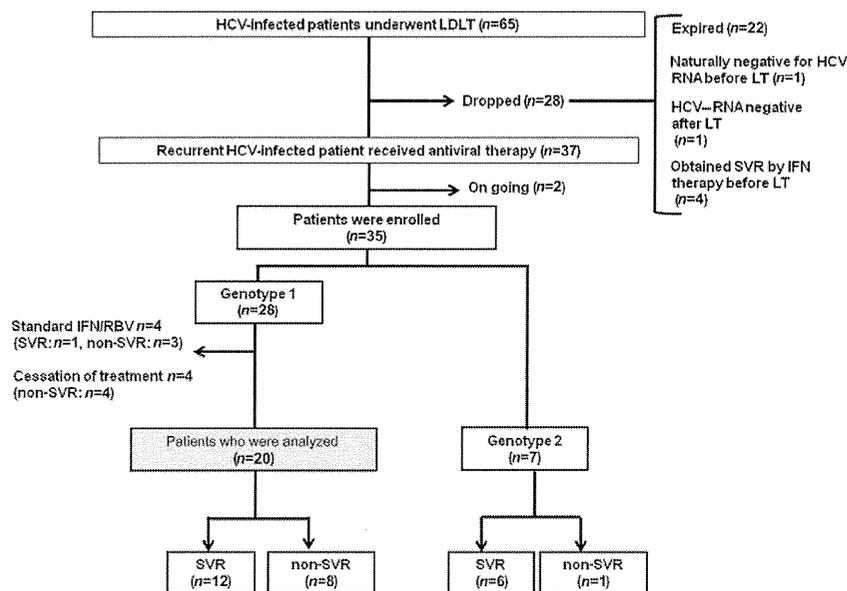 HCV-infected patients underwent LDLT (n=65)
Expired (n=22)
Naturally negative for HCV
RNA before LT (n=1)
Dropped (n=28)
HCV-RNA negative
after LT
(n=1)
Recurrent HCV-infected patient received antiviral therapy (n=37)
Obtained SVR by IFN
therapy before LT
(n=4)
On going (n=2)
Patients were enrolled
(n=35)
Genotype 1
(n=28)
Standard IFN/RBV n=4
(SVR: n=1, non-SVR: n=3)
Cessation of treatment n=4
(non-SVR: n=4)
Patients who were analyzed
(n=20)
Genotype 2
(n=7)
SVR
(n=12)
non-SVR
(n=8)
SVR
(n=6)
non-SVR
(n=1)